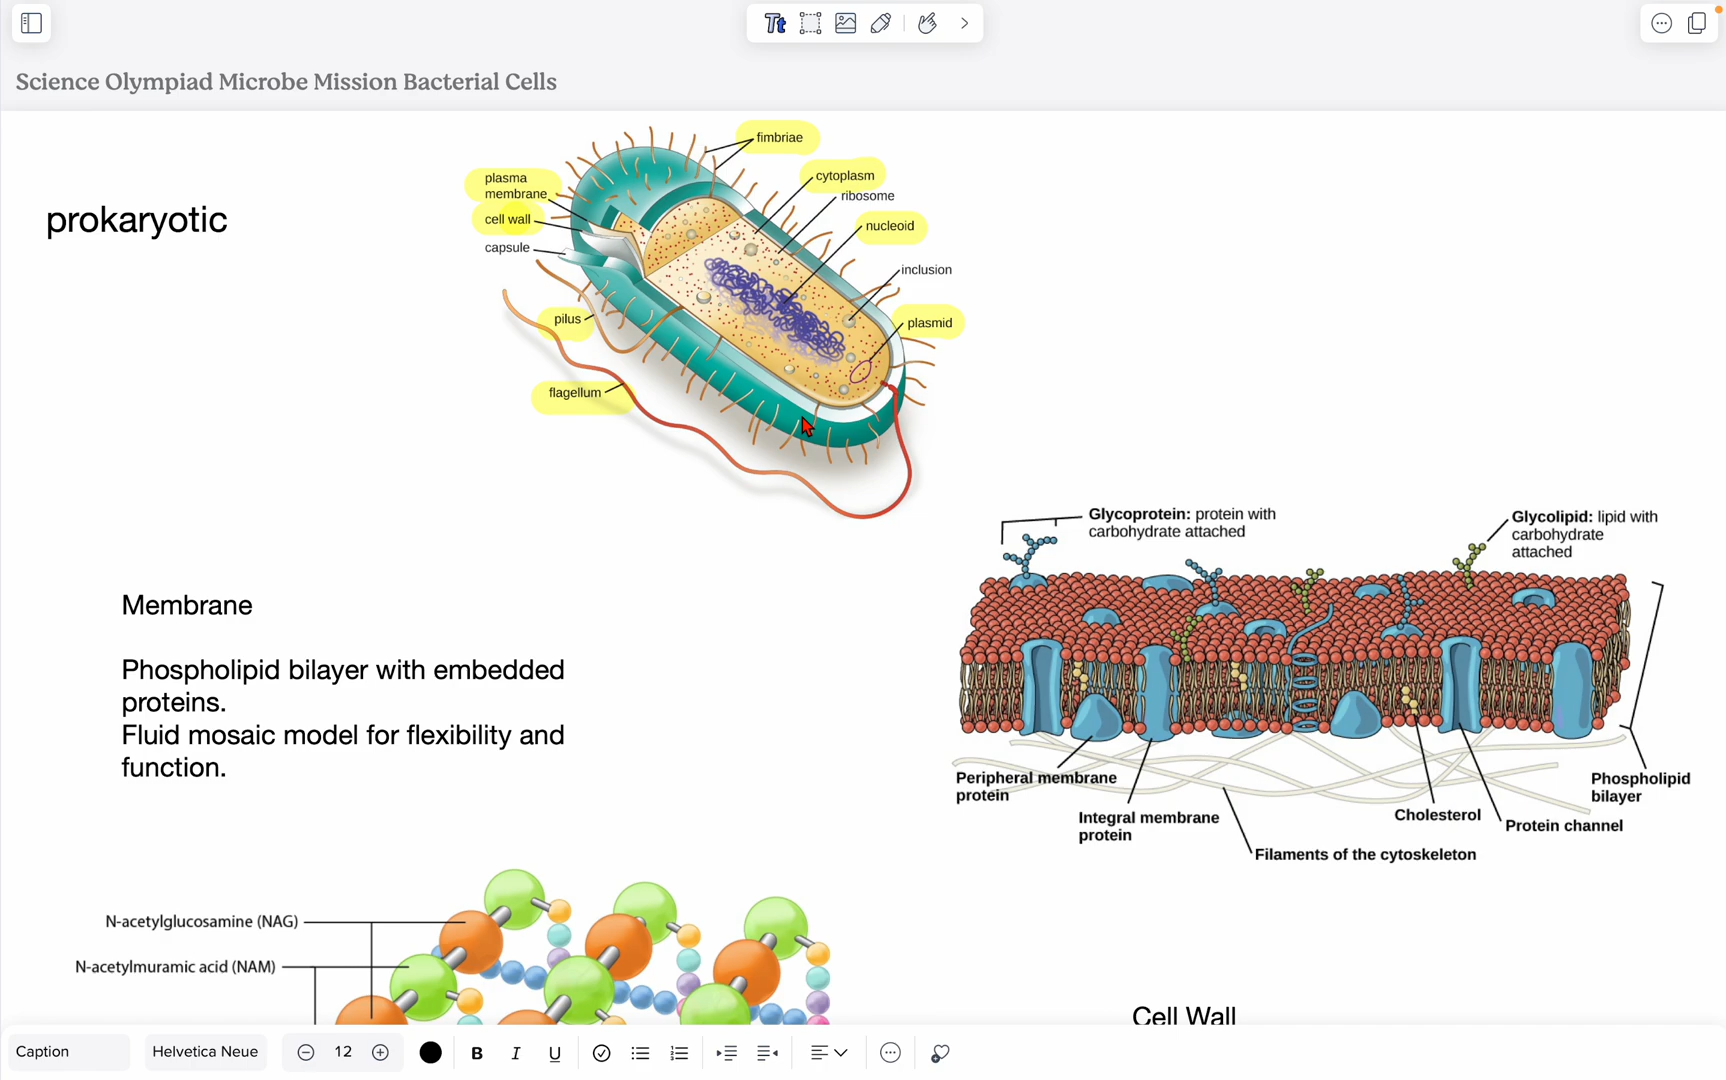 Tt
Science Olympiad Microbe Mission Bacterial Cells
prokaryotic
fimbriae
plasma
membrane
cytoplasm
ribosome
cell wall
nucleoid
capsule
inclusion
pilus
plasmid
flagellum
Membrane
Phospholipid bilayer with embedded
proteins.
Fluid mosaic model for flexibility and
function.
Glycoprotein: protein with
carbohydrate attached
Glycolipid: lipid with
carbohydrate
attached
Peripheral membrane
protein
Integral membrane
protein
Filaments of the cytoskeleton
Cholesterol
Protein channel
Phospholipid
bilayer
N-acetylglucosamine (NAG)
N-acetylmuramic acid (NAM)
Cell Wall
Caption
Helvetica Neue
12
B
I
U